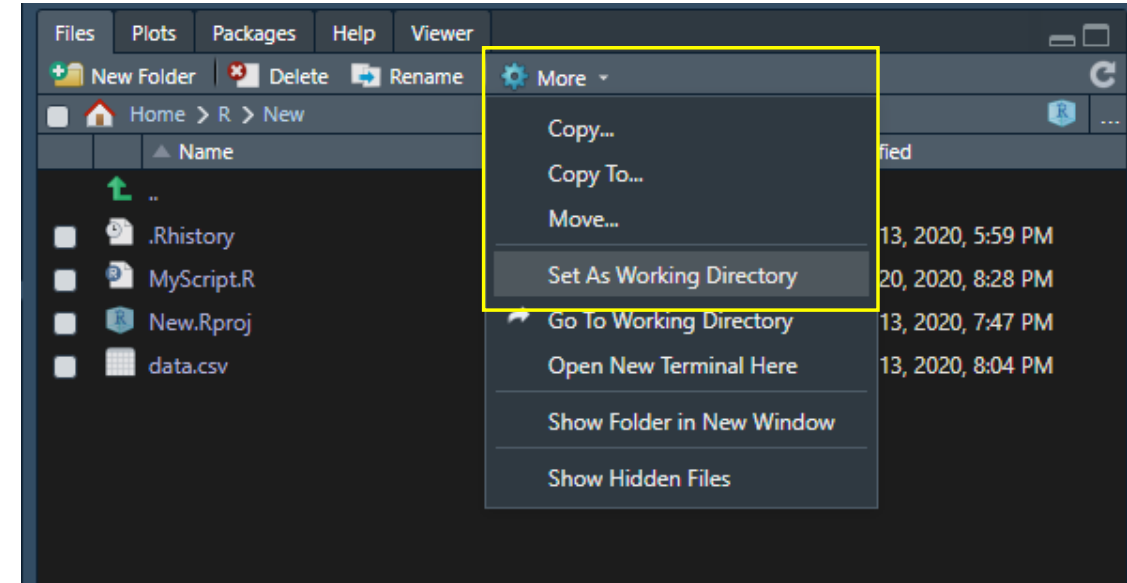 Files Plots Packages Help Viewer
New Folder Delete Rename More
Home R New ...
Name fied
..
Copy...
Copy To...
Move...
Set As Working Directory
Go To Working Directory
Open New Terminal Here
Show Folder in New Window
Show Hidden Files
.Rhistory 13, 2020, 5:59 PM
MyScript.R 20, 2020, 8:28 PM
New.Rproj 13, 2020, 7:47 PM
data.csv 13, 2020, 8:04 PM